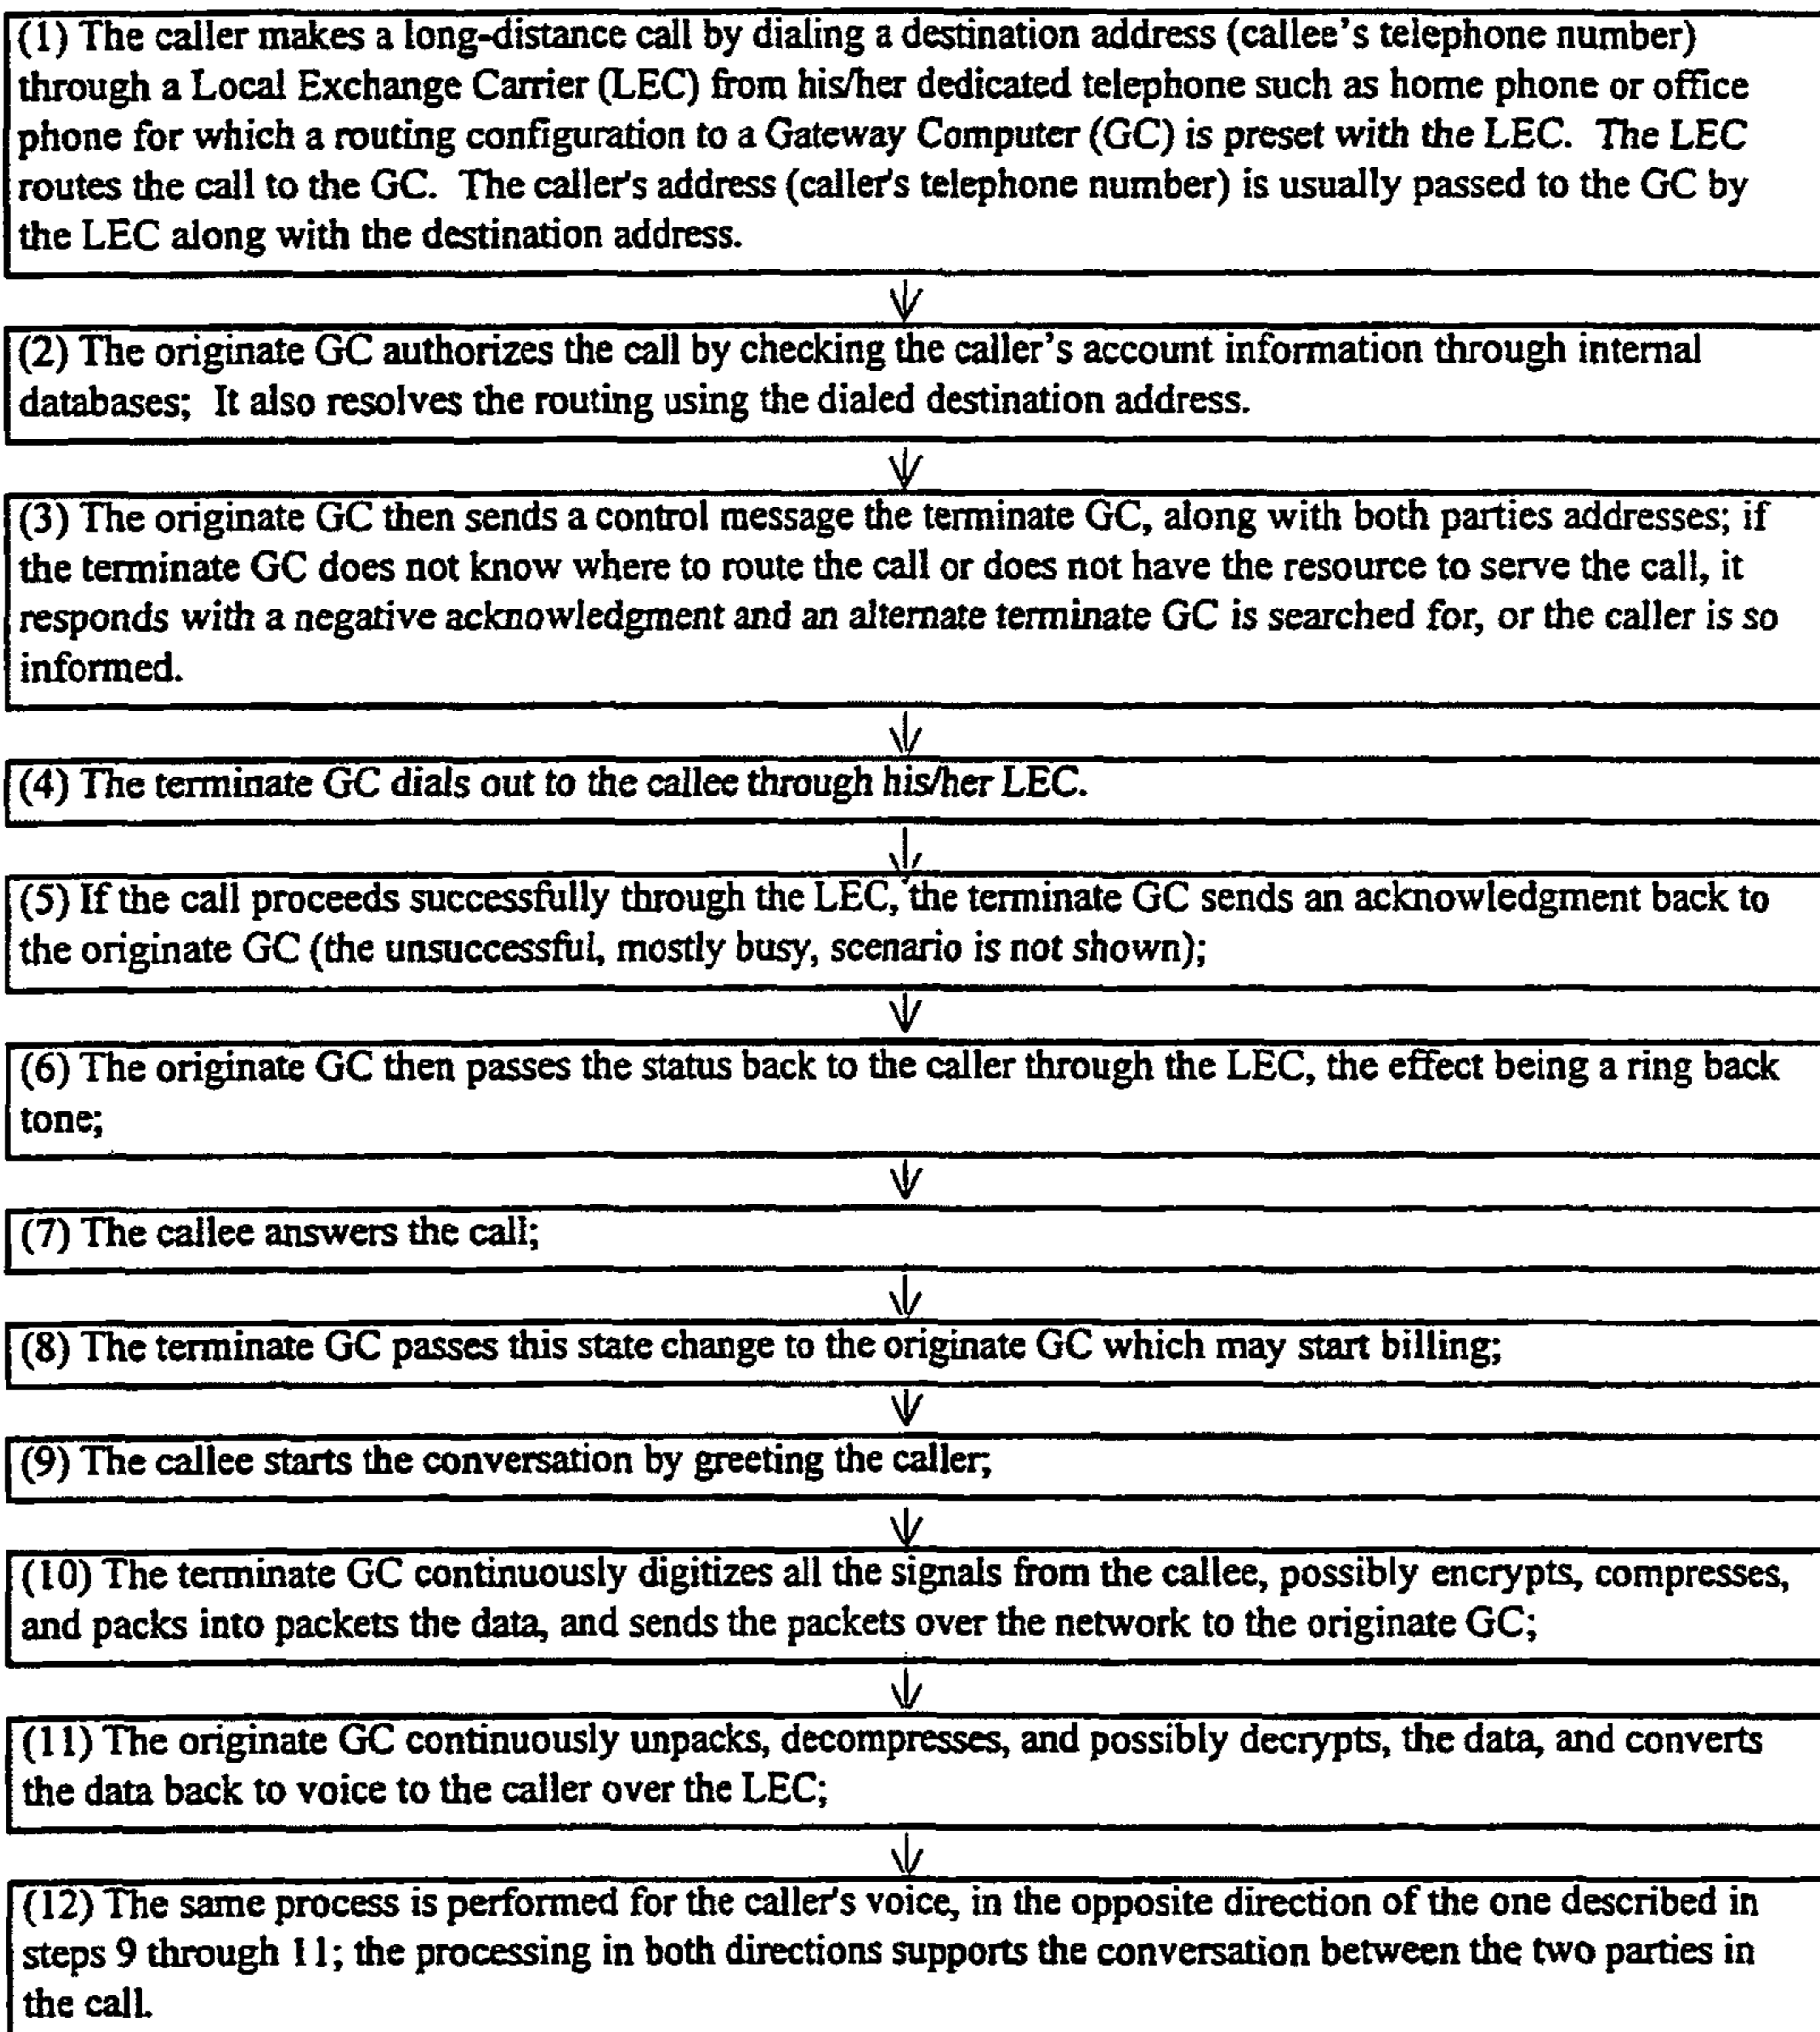 (1) The caller makes a long-distance call by dialing a destination address (callee's telephone number)
through a Local Exchange Carrier (LEC) from his/her dedicated telephone such as home phone or office
phone for which a routing configuration to a Gateway Computer (GC) is preset with the LEC.  The LEC
routes the call to the GC.  The caller's address (caller's telephone number) is usually passed to the GC by
the LEC along with the destination address.
(2) The originate GC authorizes the call by checking the caller's account information through internal
databases;  It also resolves the routing using the dialed destination address.
(3) The originate GC then sends a control message the terminate GC, along with both parties addresses; if
the terminate GC does not know where to route the call or does not have the resource to serve the call, it
responds with a negative acknowledgment and an alternate terminate GC is searched for, or the caller is so
informed.
(4) The terminate GC dials out to the callee through his/her LEC.
(5) If the call proceeds successfully through the LEC, the terminate GC sends an acknowledgment back to
the originate GC (the unsuccessful, mostly busy, scenario is not shown);
(6) The originate GC then passes the status back to the caller through the LEC, the effect being a ring back
tone;
(7) The callee answers the call;
(8) The terminate GC passes this state change to the originate GC which may start billing;
(9) The callee starts the conversation by greeting the caller;
(10) The terminate GC continuously digitizes all the signals from the callee, possibly encrypts, compresses,
and packs into packets the data, and sends the packets over the network to the originate GC;
(11) The originate GC continuously unpacks, decompresses, and possibly decrypts, the data, and converts
the data back to voice to the caller over the LEC;
(12) The same process is performed for the caller's voice, in the opposite direction of the one described in
steps 9 through 11; the processing in both directions supports the conversation between the two parties in
the call.